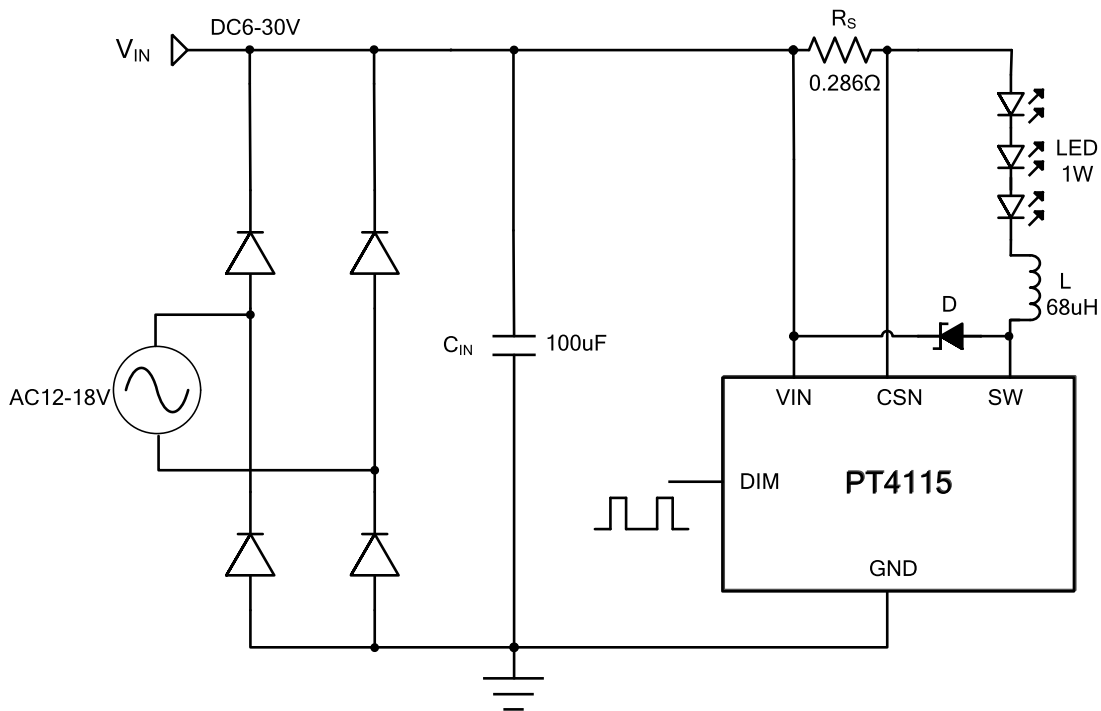 DC6-30V
VIN
RS
0.286Ω
LED
1W
L
68uH
D
CIN
100uF
AC12-18V
VIN
CSN
SW
DIM
PT4115
GND